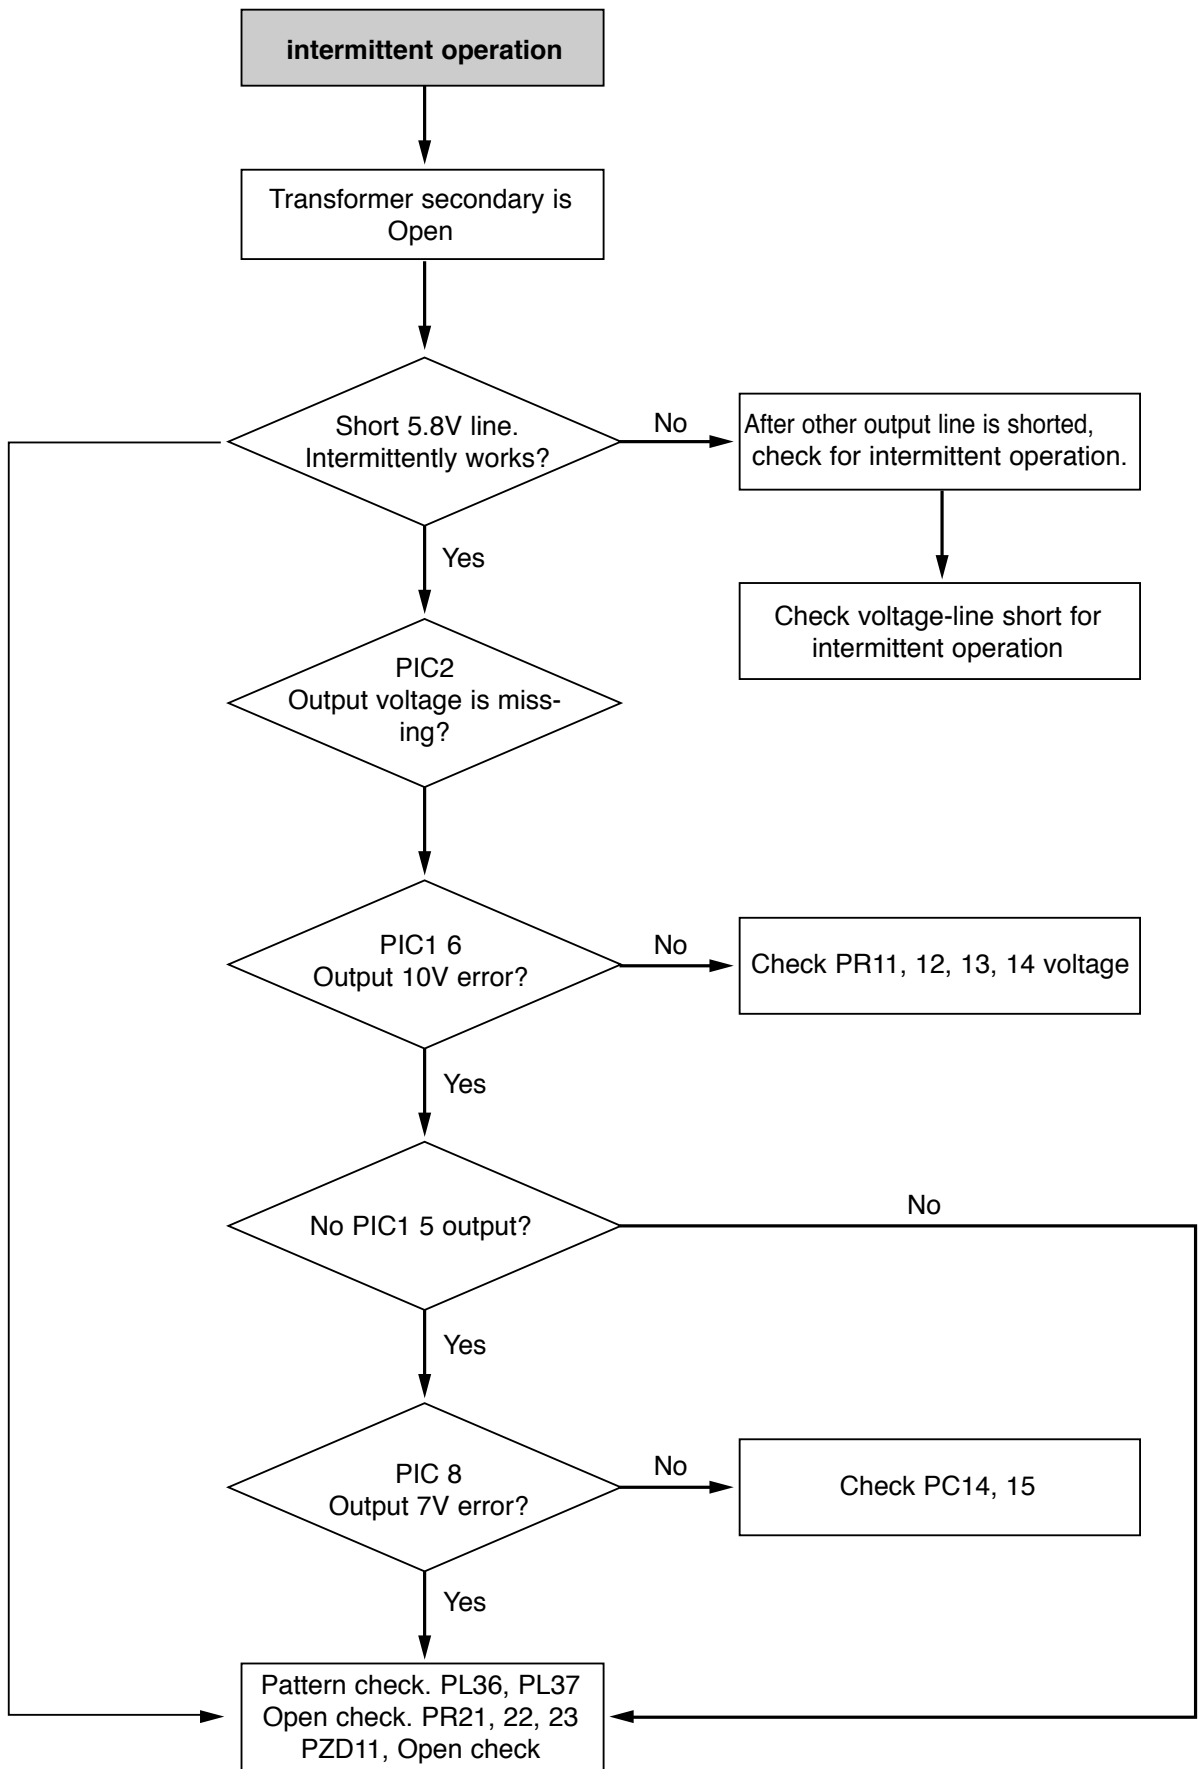 intermittent operation
Transformer secondary is
Open
Short 5.8V line.
Intermittently works?
No
After other output line is shorted,
check for intermittent operation.
Yes
Check voltage-line short for
intermittent operation
PIC2
Output voltage is miss-
ing?
PIC1 6
Output 10V error?
No
Check PR11, 12, 13, 14 voltage
Yes
No PIC1 5 output?
No
Yes
PIC 8
Output 7V error?
No
Check PC14, 15
Yes
Pattern check. PL36, PL37
Open check. PR21, 22, 23
PZD11, Open check